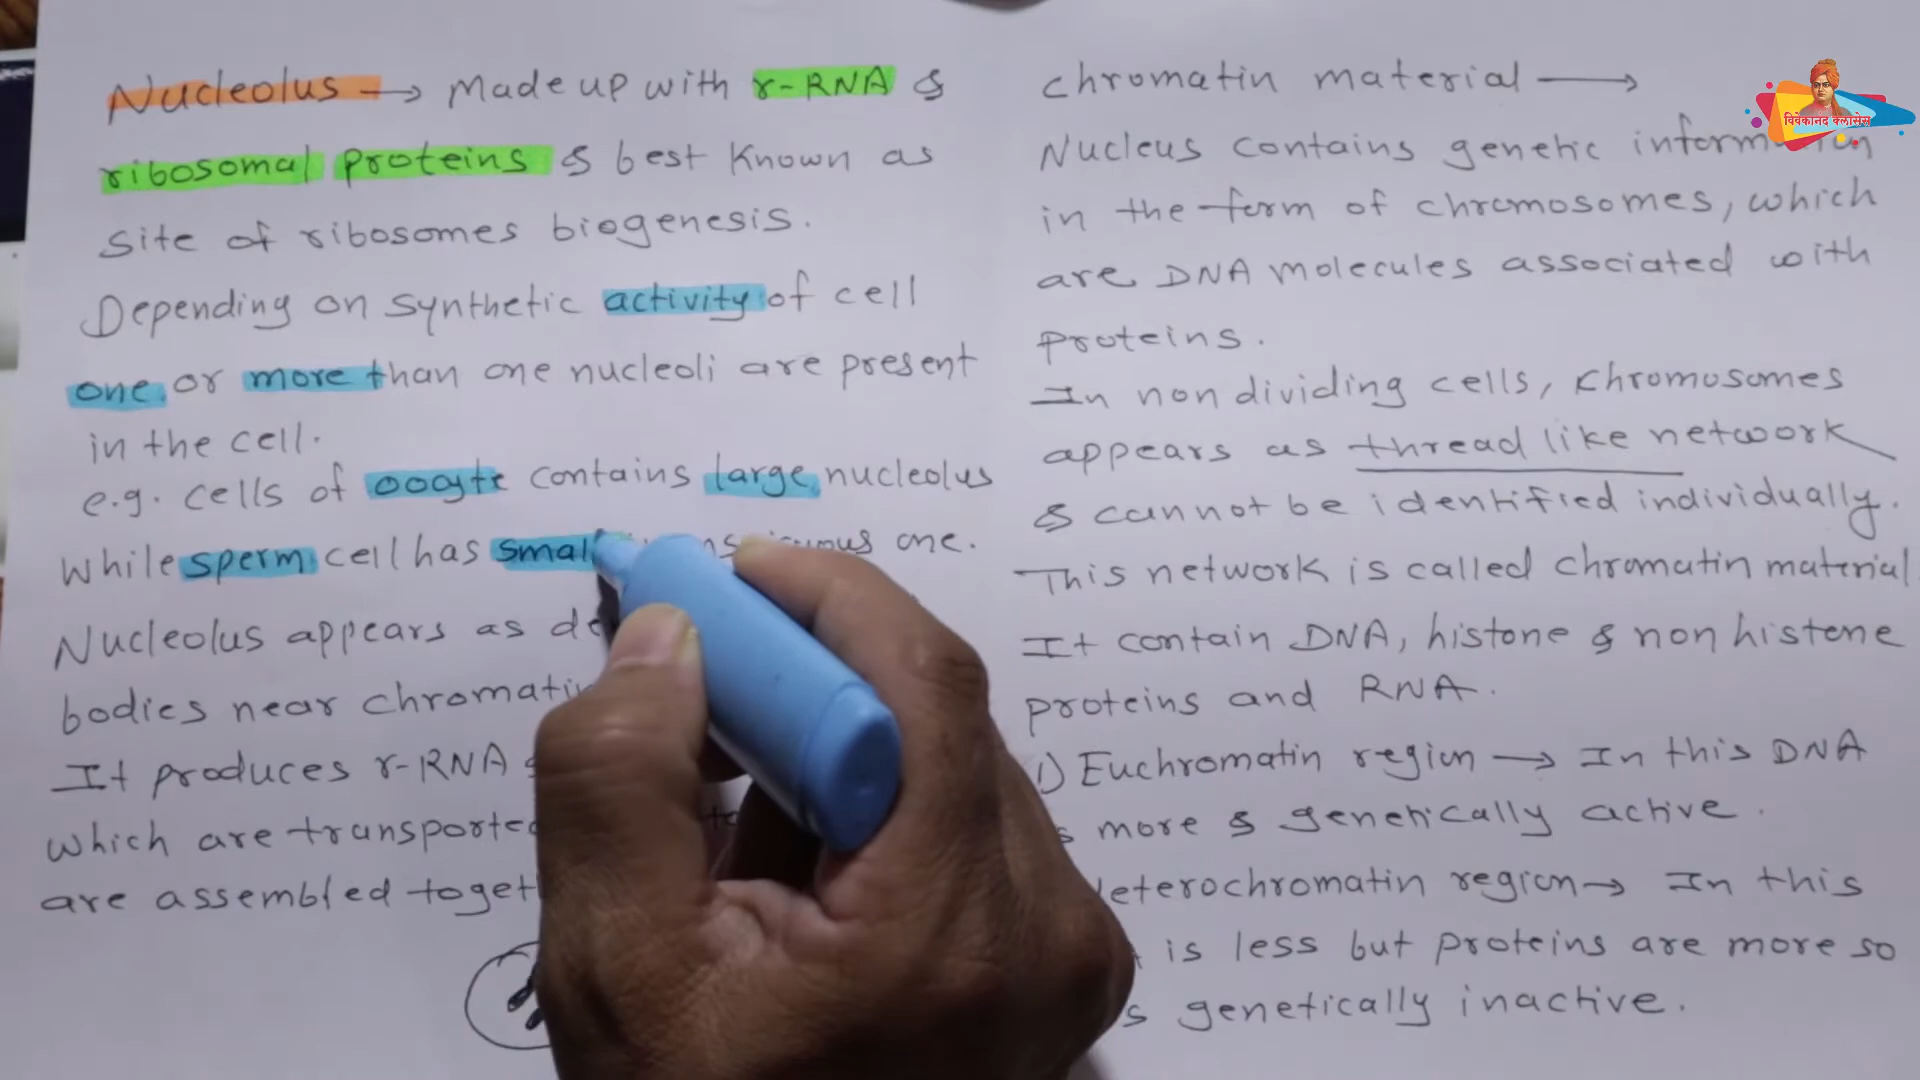 Nucleolus → Made up with r-RNA &
ribosomal proteins & best known as
site of ribosomes biogenesis.
Depending on synthetic activity of cell
one or more than one nucleoli are present
in the cell.
e.g. cells of oocyte contains large nucleolus
While sperm cell has small one.
Nucleolus appears as
bodies near chromatin
It produces r-RNA
which are transported
are assembled
chromatin material →
Nucleus contains genetic information
in the form of chromosomes, which
are DNA molecules associated with
proteins.
In non dividing cells, chromosomes
appears as thread like network
& cannot be identified individually.
This network is called chromatin material
It contain DNA, histone & non histone
proteins and RNA.
1) Euchromatin region → In this DNA
more & genetically active.
eterochromatin region → In this
is less but proteins are more so
genetically inactive.
विवेकानंद क्लासेस